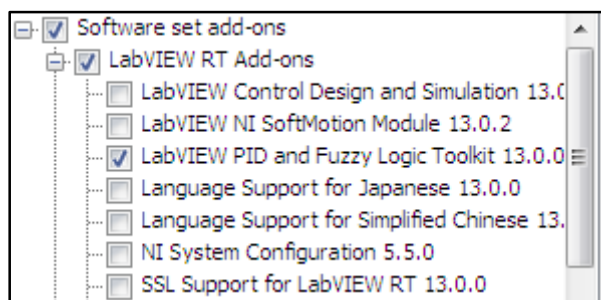 Software set add-ons
LabVIEW RT Add-ons
LabVIEW Control Design and Simulation 13.0
LabVIEW NI SoftMotion Module 13.0.2
LabVIEW PID and Fuzzy Logic Toolkit 13.0.0
Language Support for Japanese 13.0.0
Language Support for Simplified Chinese 13.
NI System Configuration 5.5.0
SSL Support for LabVIEW RT 13.0.0